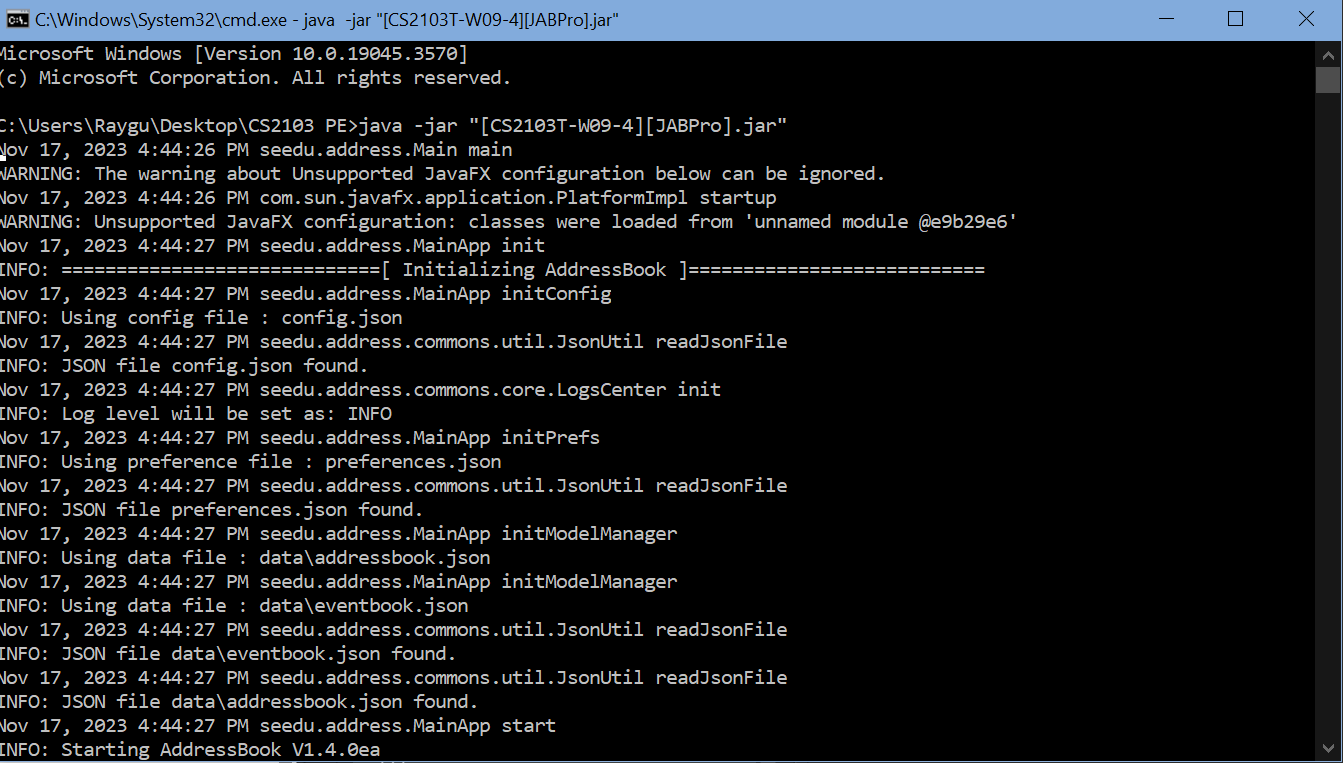 C:\Windows\System32\cmd.exe - java  -jar "[CS2103T-W09-4][JABPro].jar"
Microsoft Windows [Version 10.0.19045.3570]
(c) Microsoft Corporation. All rights reserved.
C:\Users\Raygu\Desktop\CS2103 PE>java -jar "[CS2103T-W09-4][JABPro].jar"
Nov 17, 2023 4:44:26 PM seedu.address.Main main
WARNING: The warning about Unsupported JavaFX configuration below can be ignored.
Nov 17, 2023 4:44:26 PM com.sun.javafx.application.PlatformImpl startup
WARNING: Unsupported JavaFX configuration: classes were loaded from 'unnamed module @e9b29e6'
Nov 17, 2023 4:44:27 PM seedu.address.MainApp init
INFO: =============================[ Initializing AddressBook ]===========================
Nov 17, 2023 4:44:27 PM seedu.address.MainApp initConfig
INFO: Using config file : config.json
Nov 17, 2023 4:44:27 PM seedu.address.commons.util.JsonUtil readJsonFile
INFO: JSON file config.json found.
Nov 17, 2023 4:44:27 PM seedu.address.commons.core.LogsCenter init
INFO: Log level will be set as: INFO
Nov 17, 2023 4:44:27 PM seedu.address.MainApp initPrefs
INFO: Using preference file : preferences.json
Nov 17, 2023 4:44:27 PM seedu.address.commons.util.JsonUtil readJsonFile
INFO: JSON file preferences.json found.
Nov 17, 2023 4:44:27 PM seedu.address.MainApp initModelManager
INFO: Using data file : data\addressbook.json
Nov 17, 2023 4:44:27 PM seedu.address.MainApp initModelManager
INFO: Using data file : data\eventbook.json
Nov 17, 2023 4:44:27 PM seedu.address.commons.util.JsonUtil readJsonFile
INFO: JSON file data\eventbook.json found.
Nov 17, 2023 4:44:27 PM seedu.address.commons.util.JsonUtil readJsonFile
INFO: JSON file data\addressbook.json found.
Nov 17, 2023 4:44:27 PM seedu.address.MainApp start
INFO: Starting AddressBook V1.4.0ea